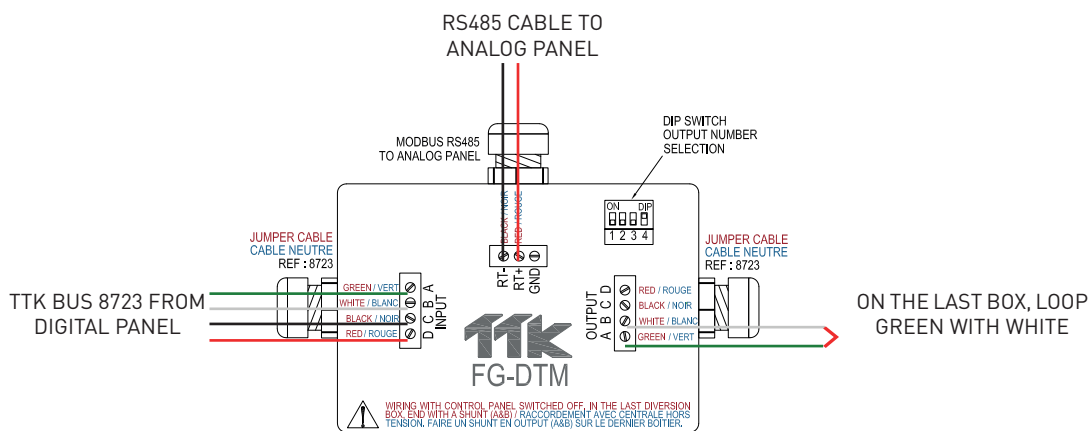 RS485 CABLE TO
ANALOG PANEL
MODBUS RS485
TO ANALOG PANEL
DIP SWITCH
OUTPUT NUMBER
SELECTION
BLACK / NOIR
RED / ROUGE
ON DIP
1 2 3 4
RT-
RT+
GND
JUMPER CABLE
CABLE NEUTRE
REF : 8723
JUMPER CABLE
CABLE NEUTRE
REF : 8723
TTK BUS 8723 FROM
DIGITAL PANEL
GREEN / VERT A
WHITE / BLANC B
BLACK / NOIR C
RED / ROUGE D
INPUT
OUTPUT
D RED / ROUGE
C BLACK / NOIR
B WHITE / BLANC
A GREEN / VERT
ON THE LAST BOX, LOOP
GREEN WITH WHITE
TTK
FG-DTM
WIRING WITH CONTROL PANEL SWITCHED OFF, IN THE LAST DIVERSION
BOX, END WITH A SHUNT (A&B) / RACCORDEMENT AVEC CENTRALE HORS
TENSION. FAIRE UN SHUNT EN OUTPUT (A&B) SUR LE DERNIER BOITIER.